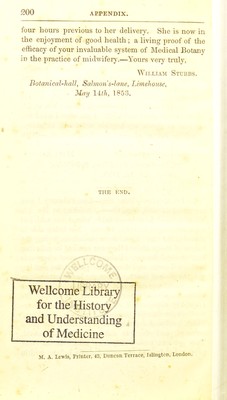 200 APPENDIX.
four hours previous to her delivery. She is now in
the enjoyment of good health; a living proof of the
efficacy of your invaluable system of Medical Botany
in the practice of midwifery.—Yours very truly.
WILLIAM STUBBS.
Botanical-hall, Salmon's-lane, Limehouse,
May 14th, 1853.
THE END.
WELLCOME
Wellcome Library
for the History
and Understanding
of Medicine
M. A. Lewis, Printer, 43, Duncan Terrace, Islington, London.